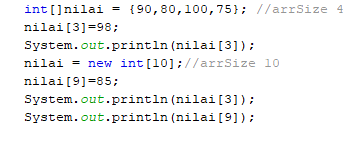 int[]nilai = {90,80,100,75}; //arrSize 4
nilai[3]=98;
System.out.println(nilai[3]);
nilai = new int[10];//arrSize 10
nilai[9]=85;
System.out.println(nilai[3]);
System.out.println(nilai[9]);